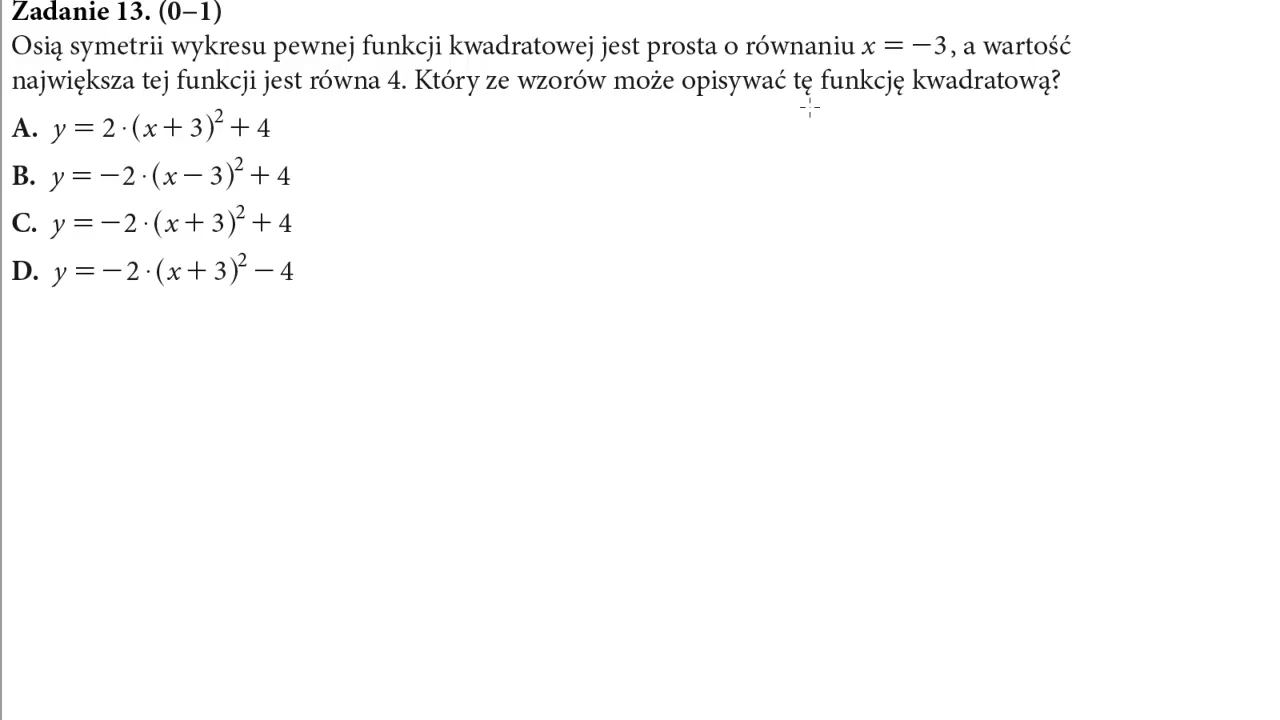 Zadanie 13. (0–1)
Osią symetrii wykresu pewnej funkcji kwadratowej jest prosta o równaniu x = −3, a wartość
największa tej funkcji jest równa 4. Który ze wzorów może opisywać tę funkcję kwadratową?
A. y = 2·(x + 3)² + 4
B. y = −2·(x − 3)² + 4
C. y = −2·(x + 3)² + 4
D. y = −2·(x + 3)² − 4